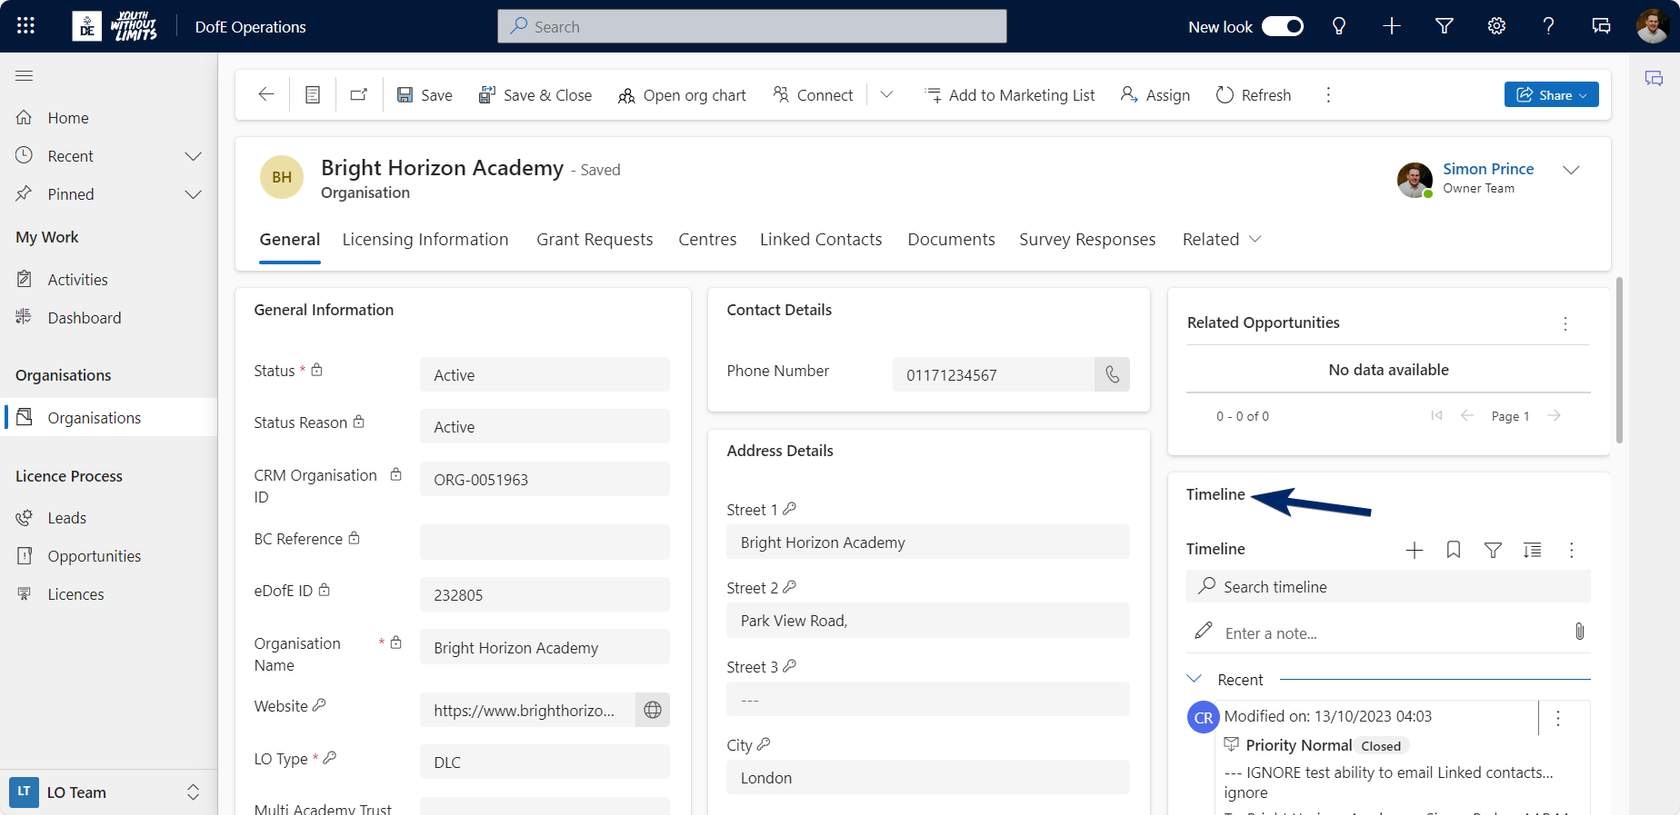 DE
YOUTH
WITHOUT
LIMITS
DofE Operations
Search
New look
Home
Recent
Pinned
My Work
Activities
Dashboard
Organisations
Organisations
Licence Process
Leads
Opportunities
Licences
LT LO Team
Save
Save & Close
Open org chart
Connect
Add to Marketing List
Assign
Refresh
Share
BH
Bright Horizon Academy - Saved
Organisation
Simon Prince
Owner Team
General Licensing Information Grant Requests Centres Linked Contacts Documents Survey Responses Related
General Information
Status * Active
Status Reason Active
CRM Organisation
ID
ORG-0051963
BC Reference
eDofE ID 232805
Organisation
Name
* Bright Horizon Academy
Website https://www.brighthorizo...
LO Type * DLC
Multi Academy Trust
Contact Details
Phone Number 01171234567
Address Details
Street 1
Bright Horizon Academy
Street 2
Park View Road,
Street 3
---
City
London
Related Opportunities
No data available
0 - 0 of 0 Page 1
Timeline
Timeline
Search timeline
Enter a note...
Recent
CR Modified on: 13/10/2023 04:03
Priority Normal Closed
--- IGNORE test ability to email Linked contacts...
ignore